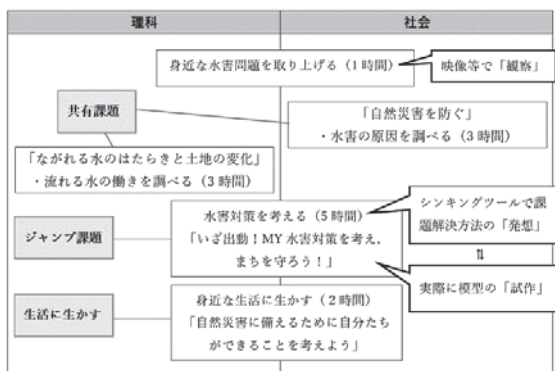 理科
社会
身近な水害問題を取り上げる（1時間）
映像等で「観察」
共有課題
「自然災害を防ぐ」
・水害の原因を調べる（3時間）
「ながれる水のはたらきと土地の変化」
・流れる水の働きを調べる（3時間）
シンキングツールで課
題解決方法の「発想」
⇅
水害対策を考える（5時間）
「いざ出動！MY 水害対策を考え，
まちを守ろう！」
ジャンプ課題
実際に模型の「試作」
身近な生活に生かす（2時間）
「自然災害に備えるために自分たち
ができることを考えよう」
生活に生かす